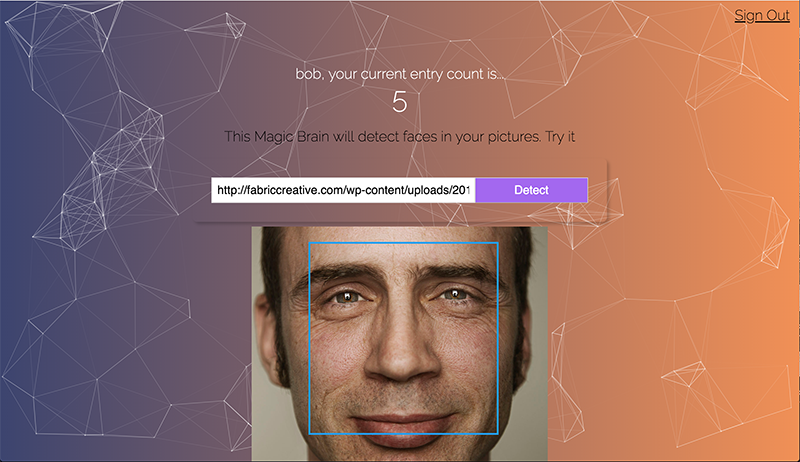 Sign Out
bob, your current entry count is...
5
This Magic Brain will detect faces in your pictures. Try it
http://fabriccreative.com/wp-content/uploads/201
Detect